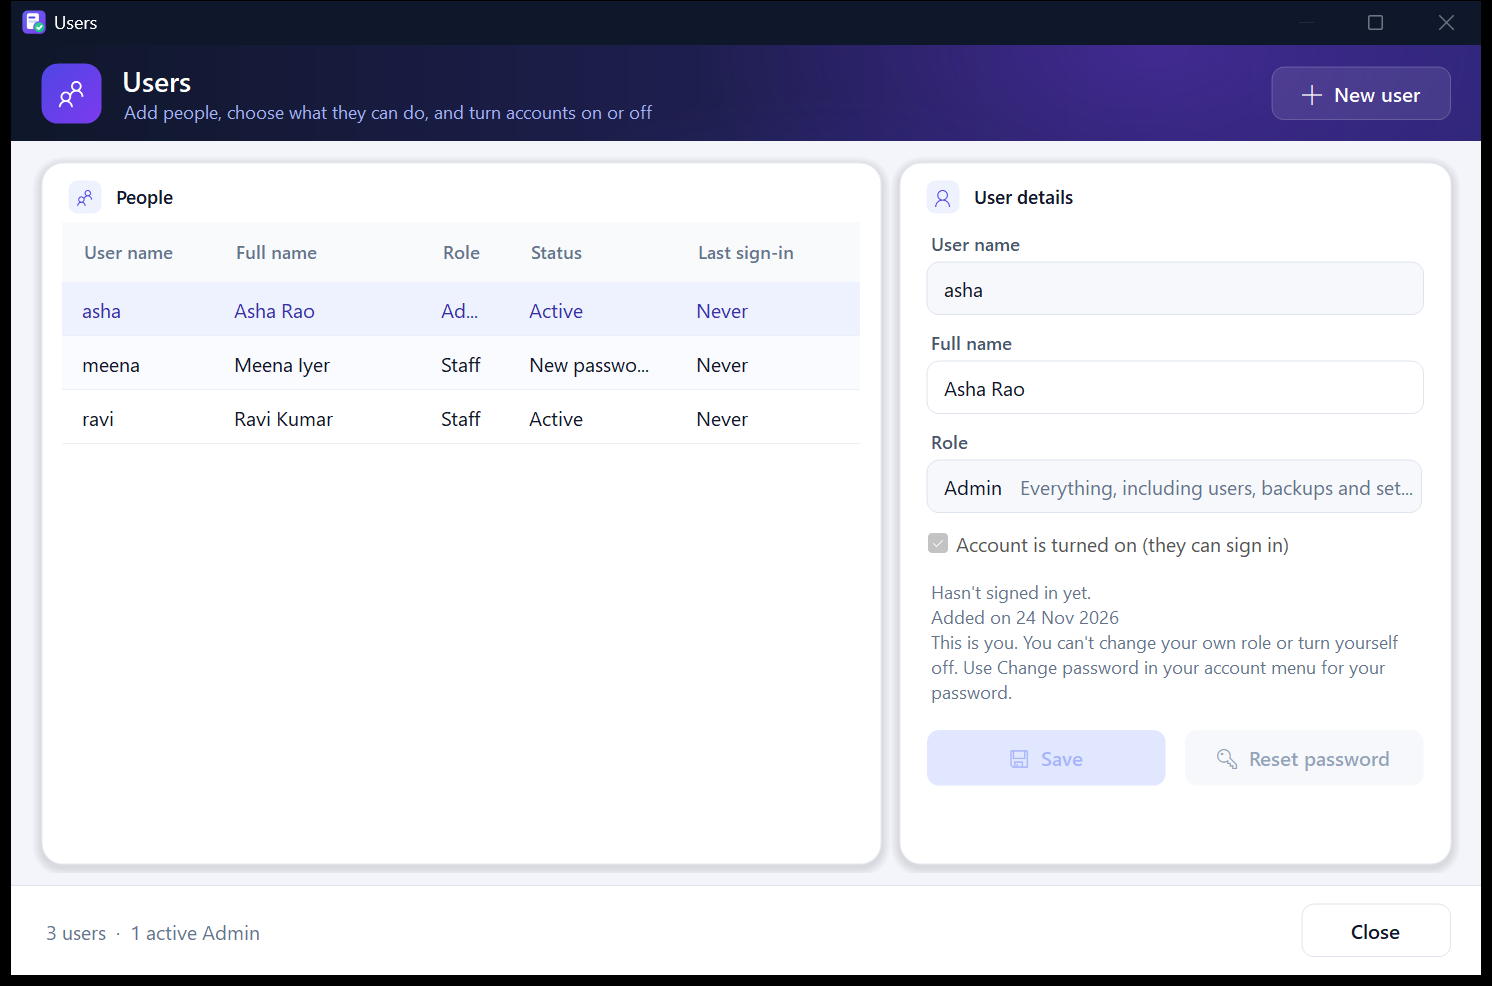 Users
Users
Add people, choose what they can do, and turn accounts on or off
New user
People
User name Full name Role Status Last sign-in
asha Asha Rao Ad... Active Never
meena Meena Iyer Staff New passwo... Never
ravi Ravi Kumar Staff Active Never
User details
User name
asha
Full name
Asha Rao
Role
Admin Everything, including users, backups and set...
Account is turned on (they can sign in)
Hasn't signed in yet.
Added on 24 Nov 2026
This is you. You can't change your own role or turn yourself
off. Use Change password in your account menu for your
password.
Save Reset password
3 users · 1 active Admin
Close